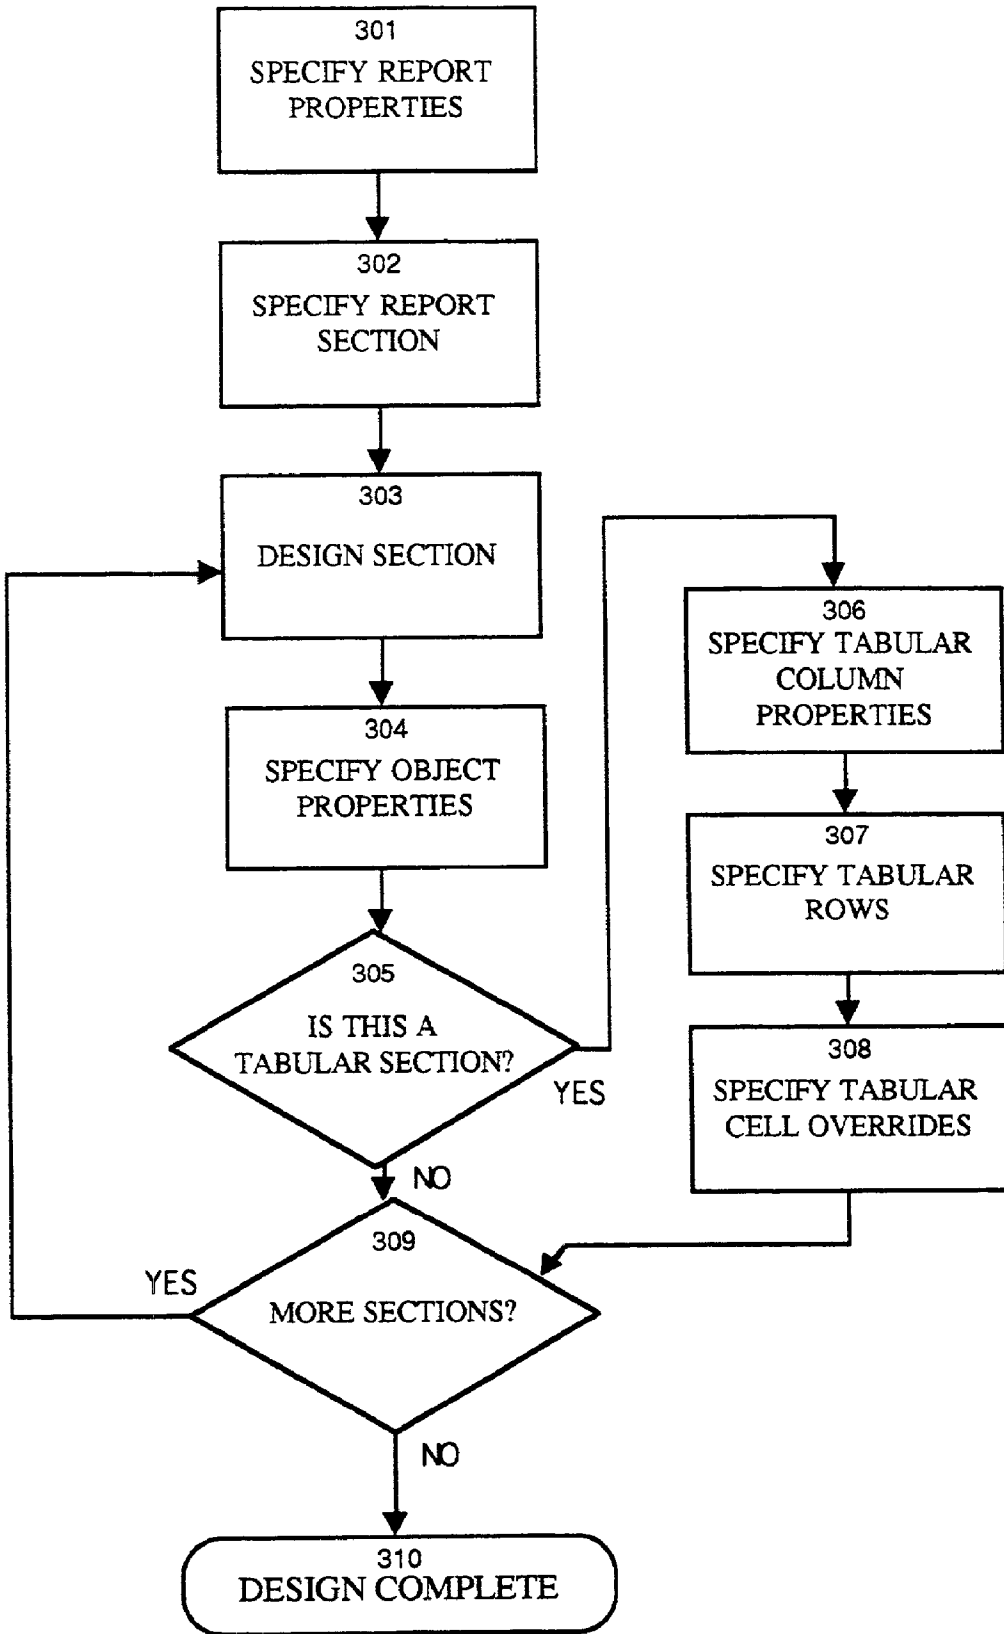 301
SPECIFY REPORT
PROPERTIES
302
SPECIFY REPORT
SECTION
303
DESIGN SECTION
304
SPECIFY OBJECT
PROPERTIES
305
IS THIS A
TABULAR SECTION?
YES
NO
306
SPECIFY TABULAR
COLUMN
PROPERTIES
307
SPECIFY TABULAR
ROWS
308
SPECIFY TABULAR
CELL OVERRIDES
309
MORE SECTIONS?
YES
NO
310
DESIGN COMPLETE